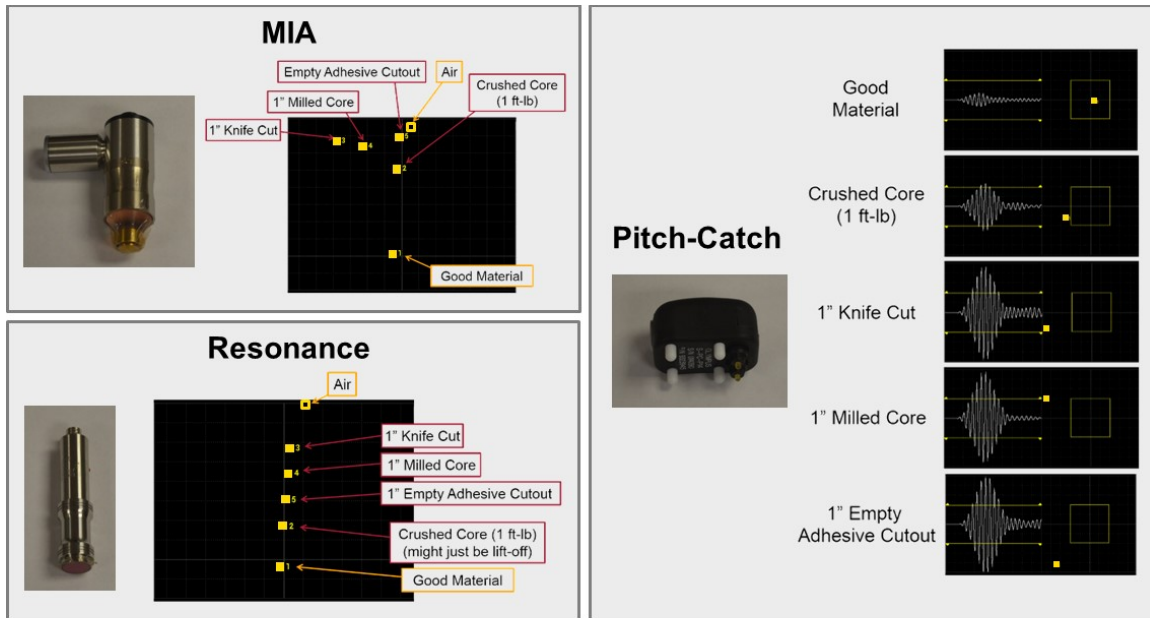 MIA
Empty Adhesive Cutout
Air
Crushed Core
(1 ft-lb)
1” Milled Core
1” Knife Cut
3
4
5
2
1
Good Material
Resonance
Air
3
1” Knife Cut
4
1” Milled Core
5
1” Empty Adhesive Cutout
2
Crushed Core (1 ft-lb)
(might just be lift-off)
1
Good Material
Pitch-Catch
Good
Material
Crushed Core
(1 ft-lb)
1” Knife Cut
1” Milled Core
1” Empty
Adhesive Cutout